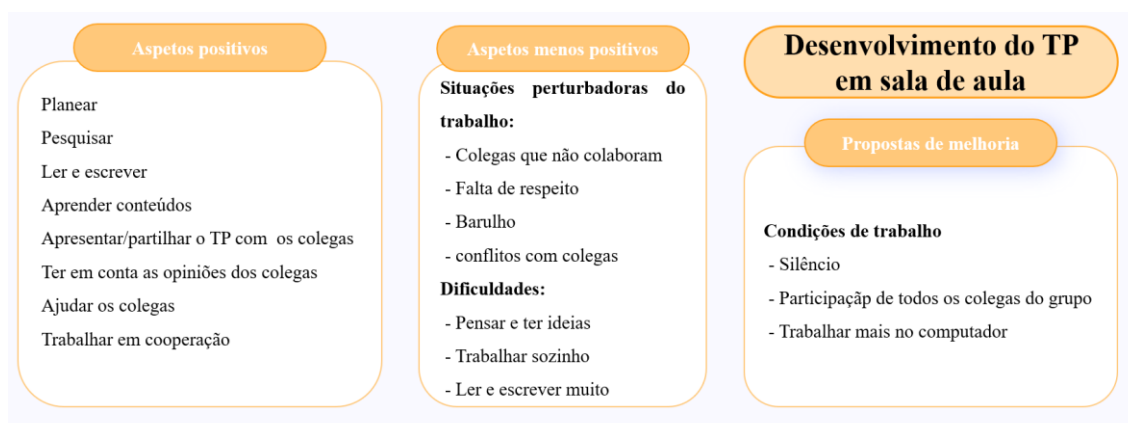 Aspetos positivos
Planear
Pesquisar
Ler e escrever
Aprender conteúdos
Apresentar/partilhar o TP com os colegas
Ter em conta as opiniões dos colegas
Ajudar os colegas
Trabalhar em cooperação
Aspetos menos positivos
Situações perturbadoras do
trabalho:
- Colegas que não colaboram
- Falta de respeito
- Barulho
- conflitos com colegas
Dificuldades:
- Pensar e ter ideias
- Trabalhar sozinho
- Ler e escrever muito
Desenvolvimento do TP
em sala de aula
Propostas de melhoria
Condições de trabalho
- Silêncio
- Participaçãp de todos os colegas do grupo
- Trabalhar mais no computador